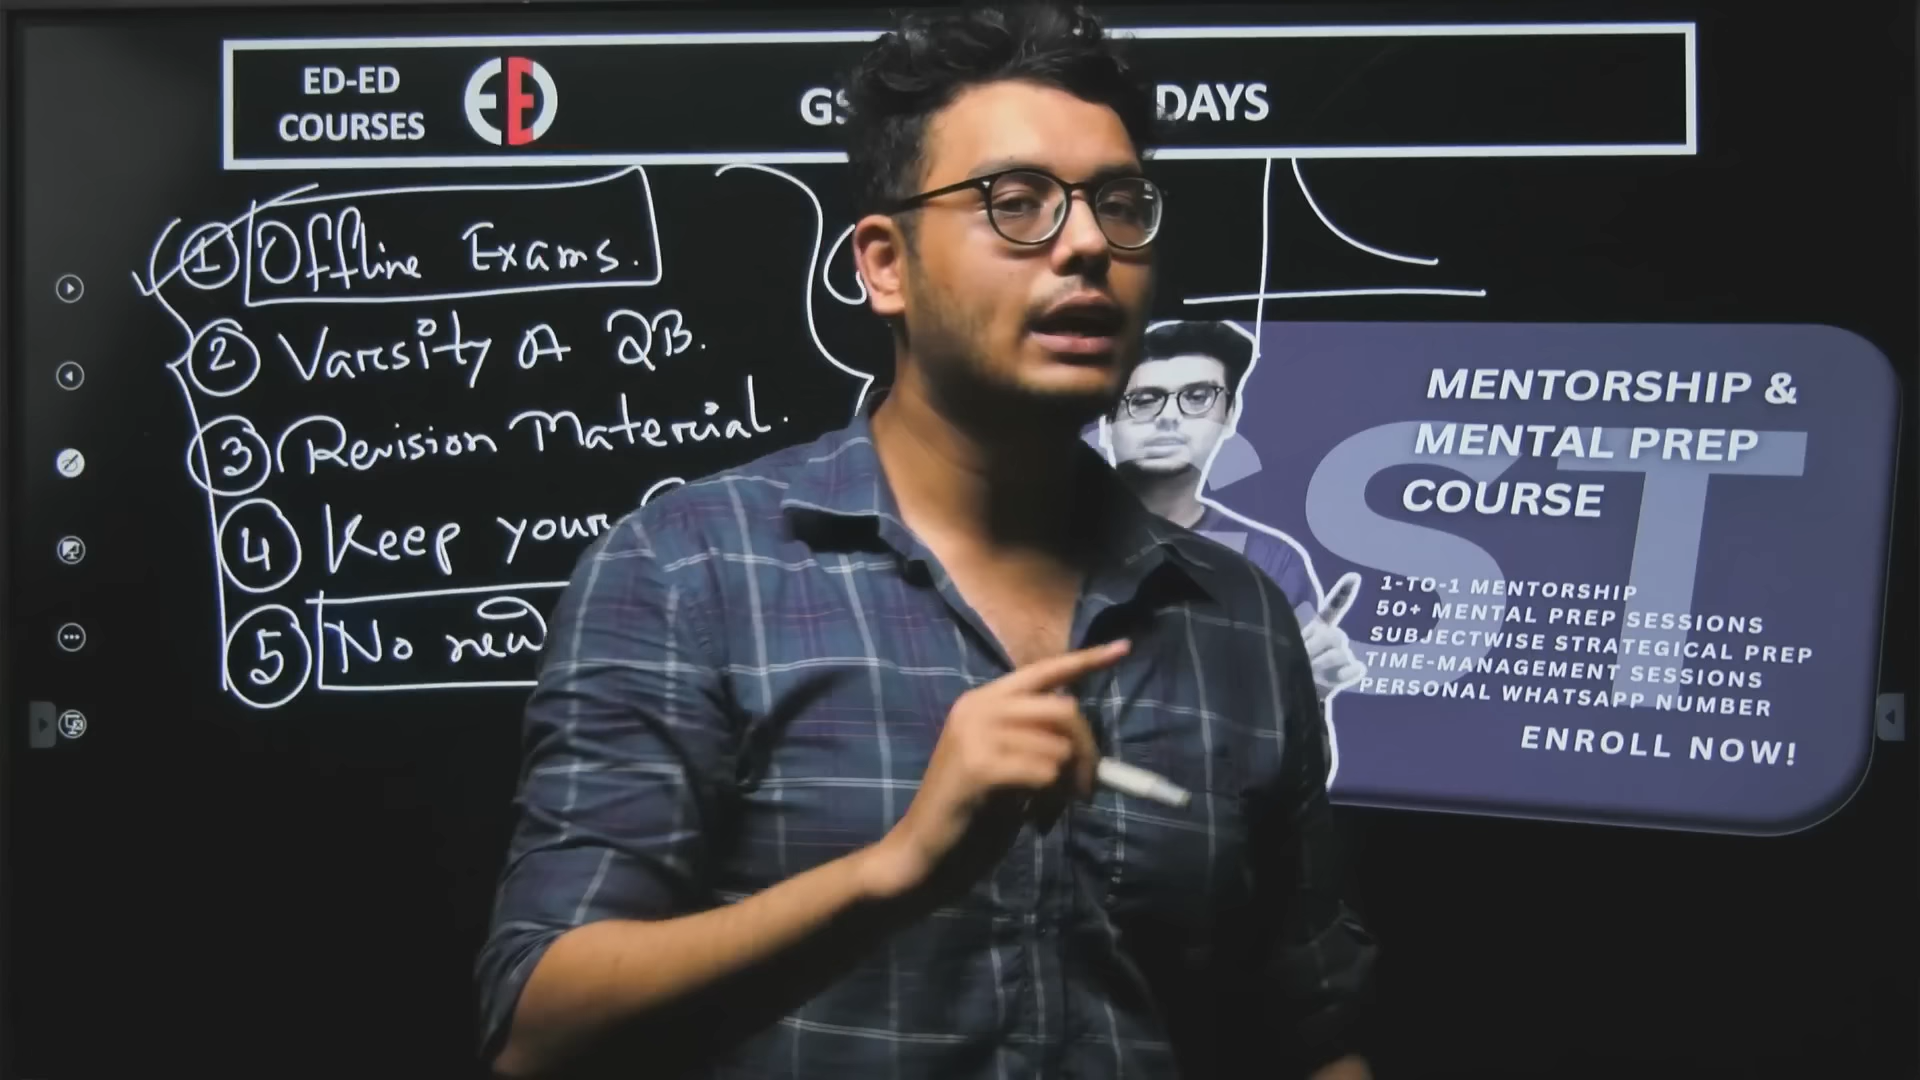 ED-ED
COURSES
DAYS
1 Offline Exams.
2 Varsity A QB.
3 Revision Material.
4 Keep your
5 No new
MENTORSHIP &
MENTAL PREP
COURSE
GST
1-TO-1 MENTORSHIP
50+ MENTAL PREP SESSIONS
SUBJECTWISE STRATEGICAL PREP
TIME-MANAGEMENT SESSIONS
PERSONAL WHATSAPP NUMBER
ENROLL NOW!